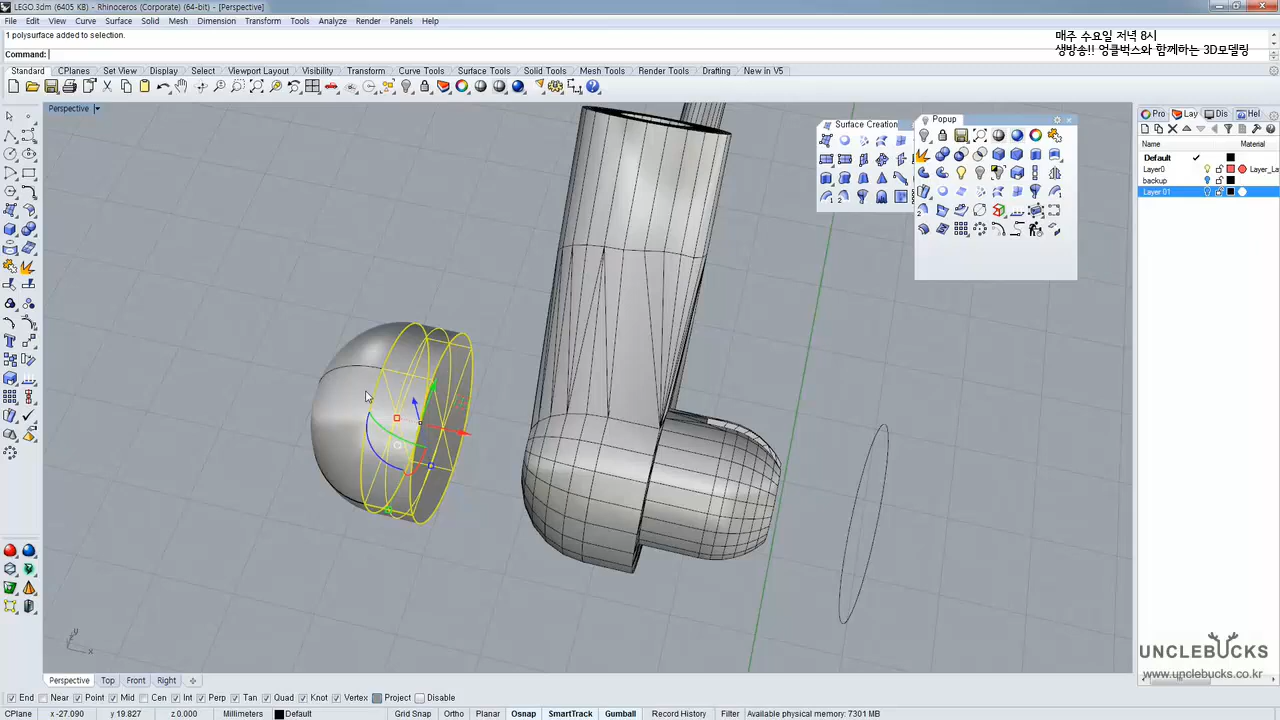 LEGO.3dm (6405 KB) - Rhinoceros (Corporate) (64-bit) - [Perspective]
File Edit View Curve Surface Solid Mesh Dimension Transform Tools Analyze Render Panels Help
1 polysurface added to selection.
Command:
매주 수요일 저녁 8시
생방송!! 엉클벅스와 함께하는 3D모델링
Standard CPlanes Set View Display Select Viewport Layout Visibility Transform Curve Tools Surface Tools Solid Tools Mesh Tools Render Tools Drafting New in V5
Perspective
Surface Creation
Popup
Pro Lay Dis Hel
Name Material
Default
Layer0 Layer_La
backup
Layer 01
UNCLEBUCKS
www.unclebucks.co.kr
Perspective Top Front Right
End Near Point Mid Cen Int Perp Tan Quad Knot Vertex Project Disable
CPlane x -27.090 y 19.827 z 0.000 Millimeters Default Grid Snap Ortho Planar Osnap SmartTrack Gumball Record History Filter Available physical memory: 7301 MB